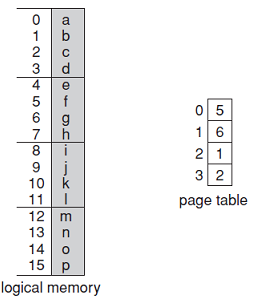 0 a
1 b
2 c
3 d
4 e
5 f
6 g
7 h
8 i
9 j
10 k
11 l
12 m
13 n
14 o
15 p
logical memory
0 5
1 6
2 1
3 2
page table